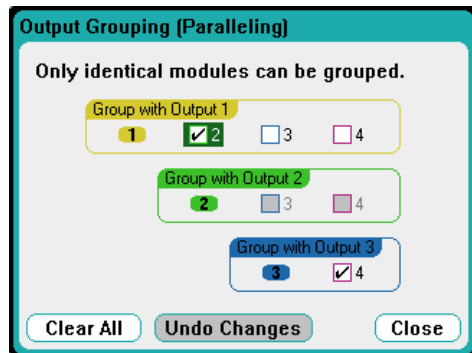 Output Grouping (Paralleling)
Only identical modules can be grouped.
Group with Output 1
1 2 3 4
Group with Output 2
2 3 4
Group with Output 3
3 4
Clear All Undo Changes Close